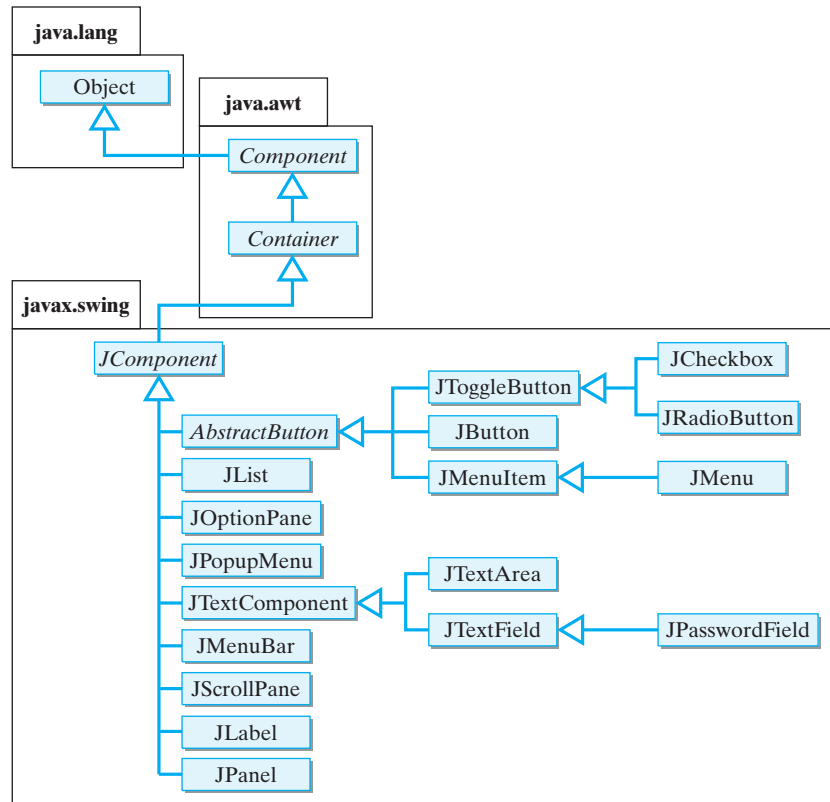 java.lang
Object
java.awt
Component
Container
javax.swing
JComponent
AbstractButton
JToggleButton
JCheckbox
JRadioButton
JButton
JMenuItem
JMenu
JList
JOptionPane
JPopupMenu
JTextComponent
JTextArea
JTextField
JPasswordField
JMenuBar
JScrollPane
JLabel
JPanel